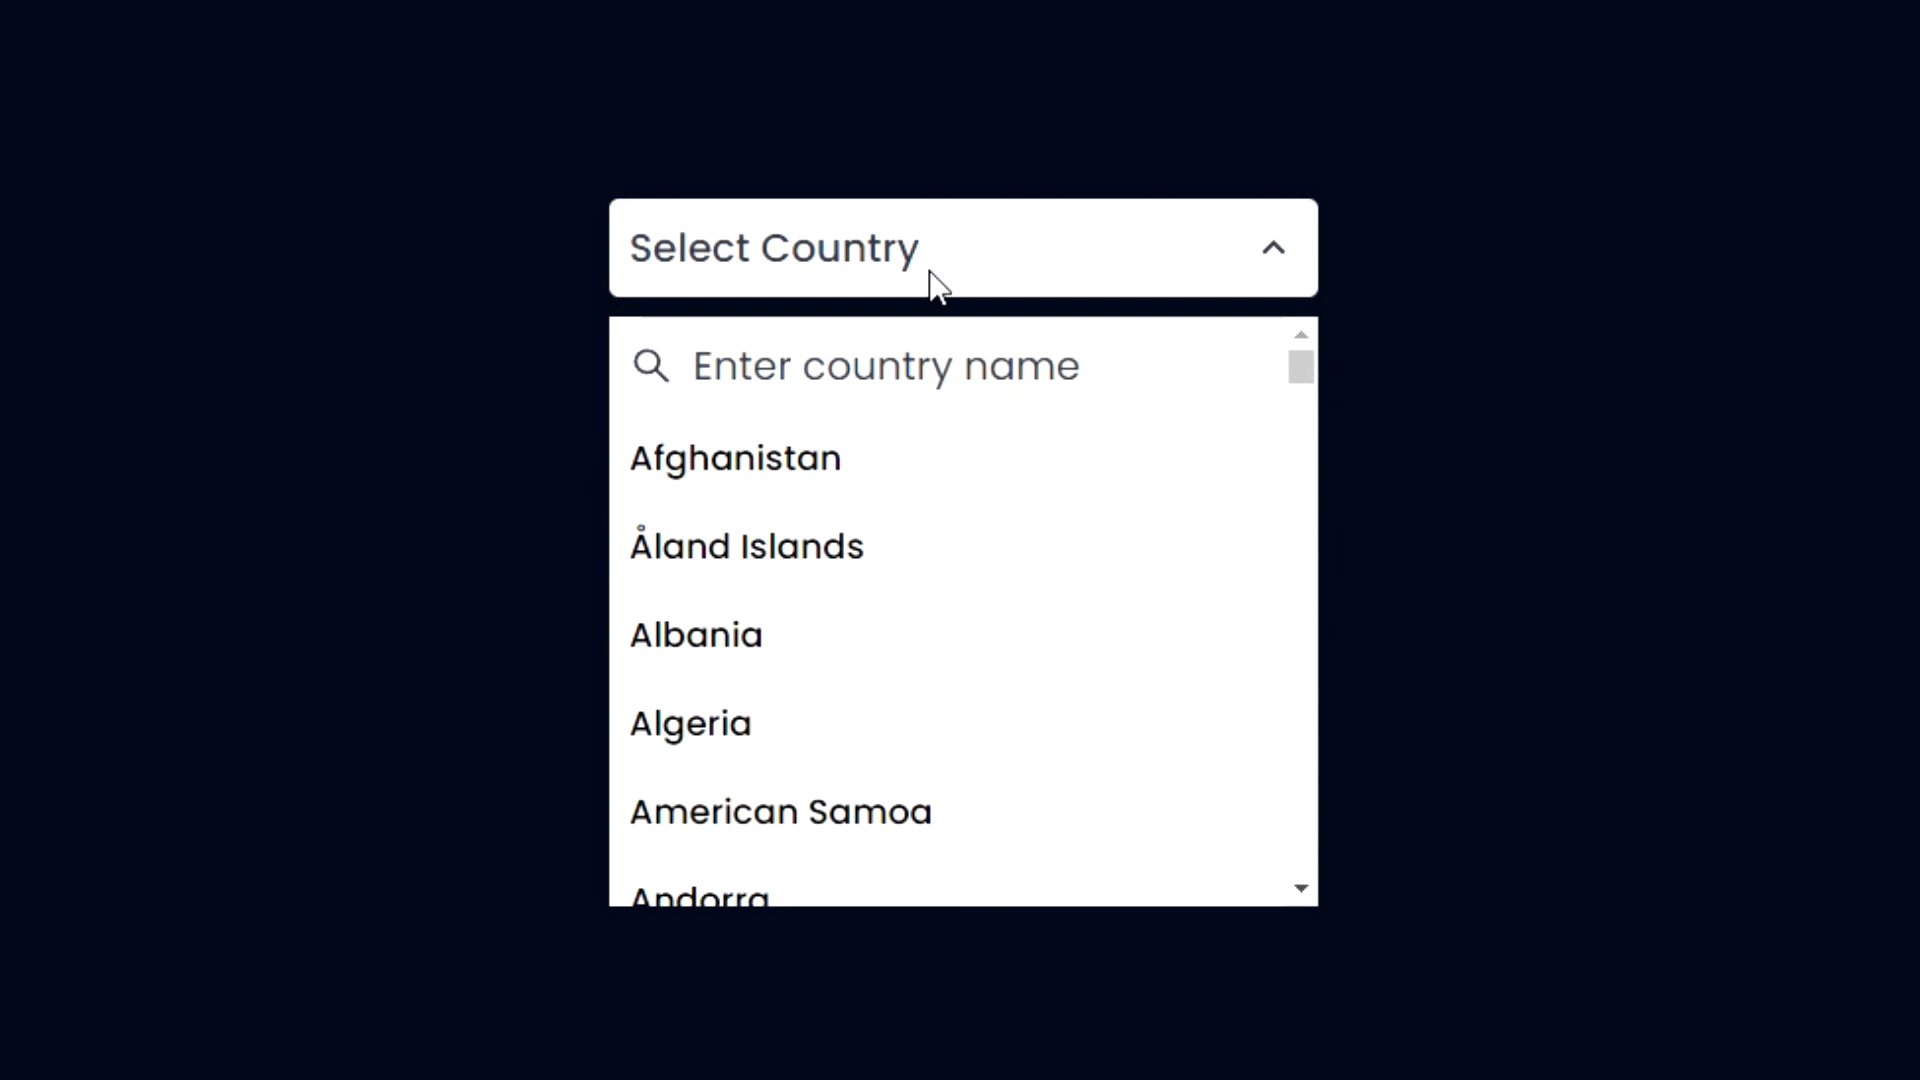 Select Country
Enter country name
Afghanistan
Åland Islands
Albania
Algeria
American Samoa
Andorra